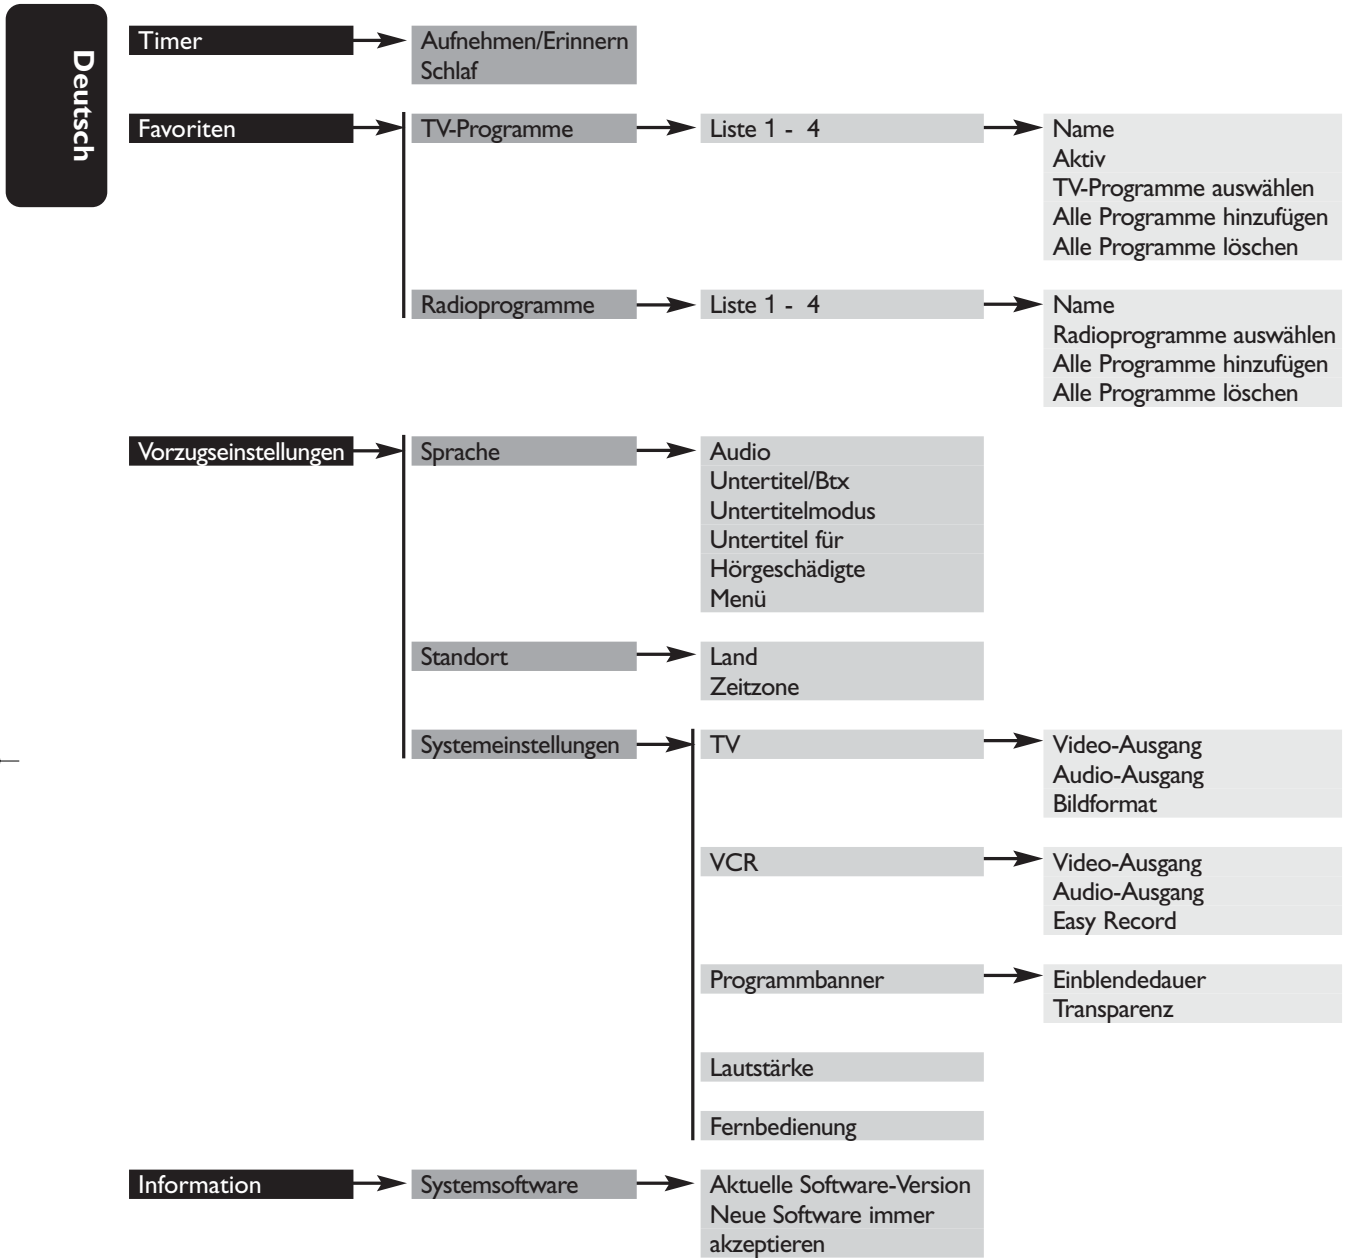 Deutsch
Timer
Aufnehmen/Erinnern
Schlaf
Favoriten
TV-Programme
Liste 1 - 4
Name
Aktiv
TV-Programme auswählen
Alle Programme hinzufügen
Alle Programme löschen
Radioprogramme
Liste 1 - 4
Name
Radioprogramme auswählen
Alle Programme hinzufügen
Alle Programme löschen
Vorzugseinstellungen
Sprache
Audio
Untertitel/Btx
Untertitelmodus
Untertitel für
Hörgeschädigte
Menü
Standort
Land
Zeitzone
Systemeinstellungen
TV
Video-Ausgang
Audio-Ausgang
Bildformat
VCR
Video-Ausgang
Audio-Ausgang
Easy Record
Programmbanner
Einblendedauer
Transparenz
Lautstärke
Fernbedienung
Information
Systemsoftware
Aktuelle Software-Version
Neue Software immer
akzeptieren